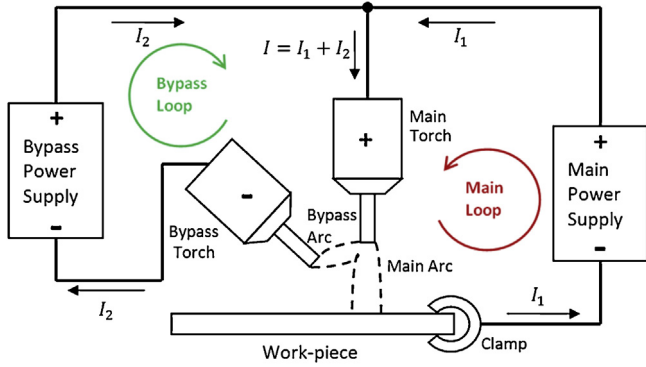 I₂
I = I₁ + I₂
I₁
Bypass
Loop
+
Bypass
Power
Supply
-
Main
Torch
+
+
Main
Power
Supply
-
Main
Loop
-
Bypass
Torch
Bypass
Arc
Main Arc
I₂
I₁
Clamp
Work-piece